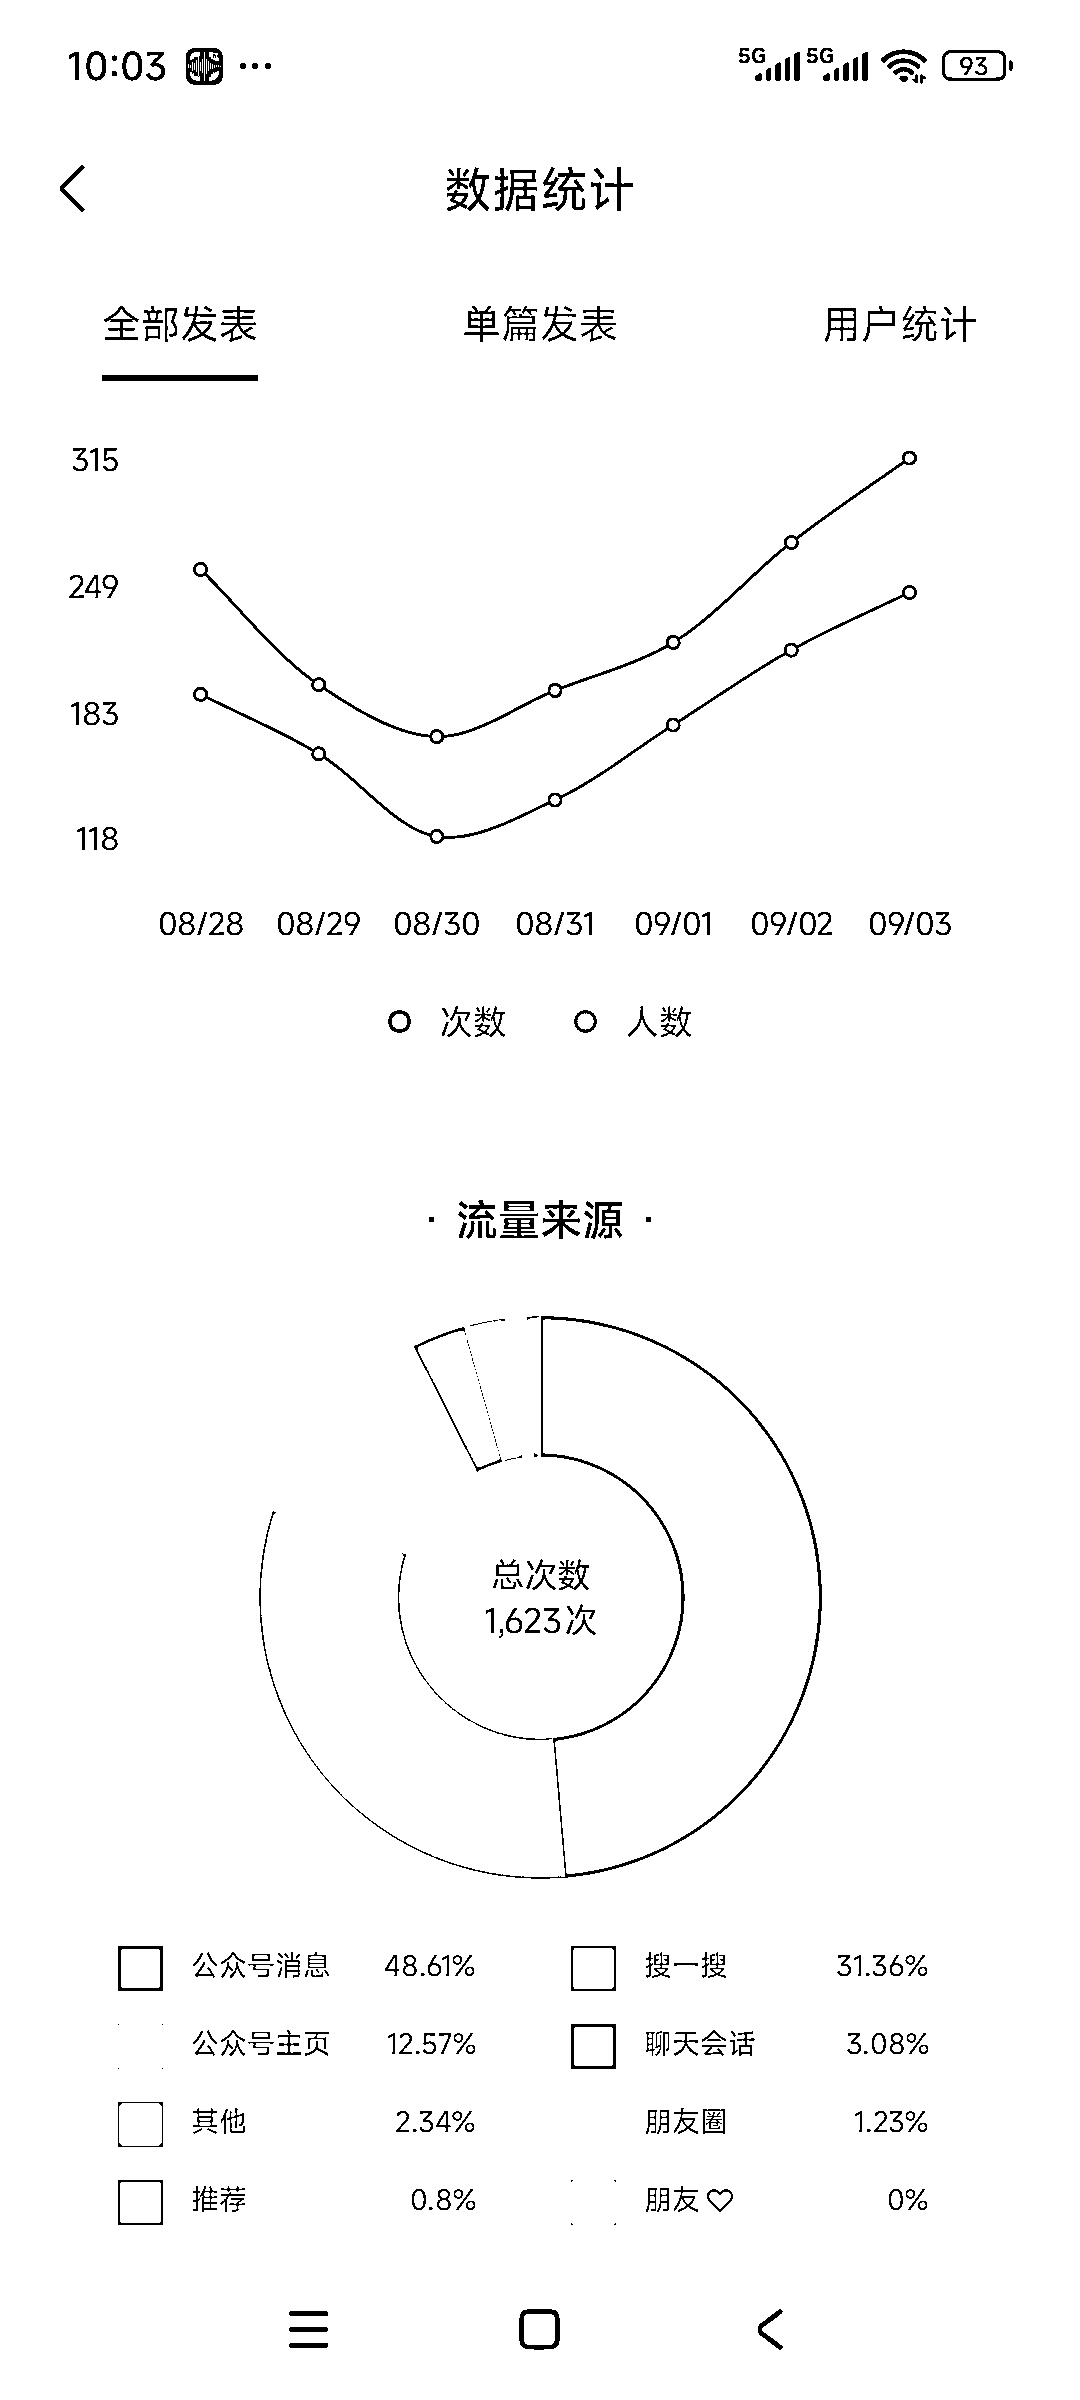 10:03 ... 5G 5G 93
数据统计
全部发表 单篇发表 用户统计
315
249
183
118
08/28 08/29 08/30 08/31 09/01 09/02 09/03
次数 人数
· 流量来源 ·
总次数
1,623次
公众号消息 48.61% 搜一搜 31.36%
公众号主页 12.57% 聊天会话 3.08%
其他 2.34% 朋友圈 1.23%
推荐 0.8% 朋友♡ 0%